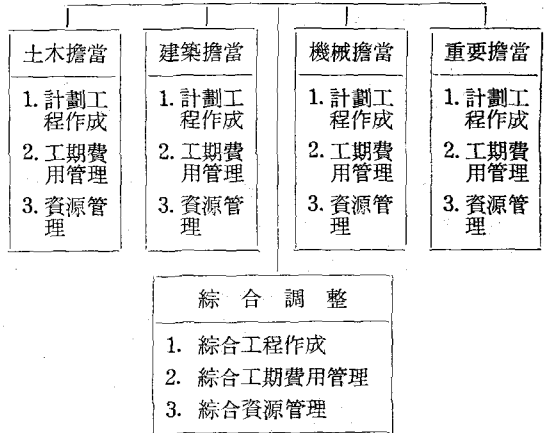 土木擔當
1. 計劃工
程作成
2. 工期費
用管理
3. 資源管
理
建築擔當
1. 計劃工
程作成
2. 工期費
用管理
3. 資源管
理
機械擔當
1. 計劃工
程作成
2. 工期費
用管理
3. 資源管
理
重要擔當
1. 計劃工
程作成
2. 工期費
用管理
3. 資源管
理
綜合調整
1. 綜合工程作成
2. 綜合工期費用管理
3. 綜合資源管理